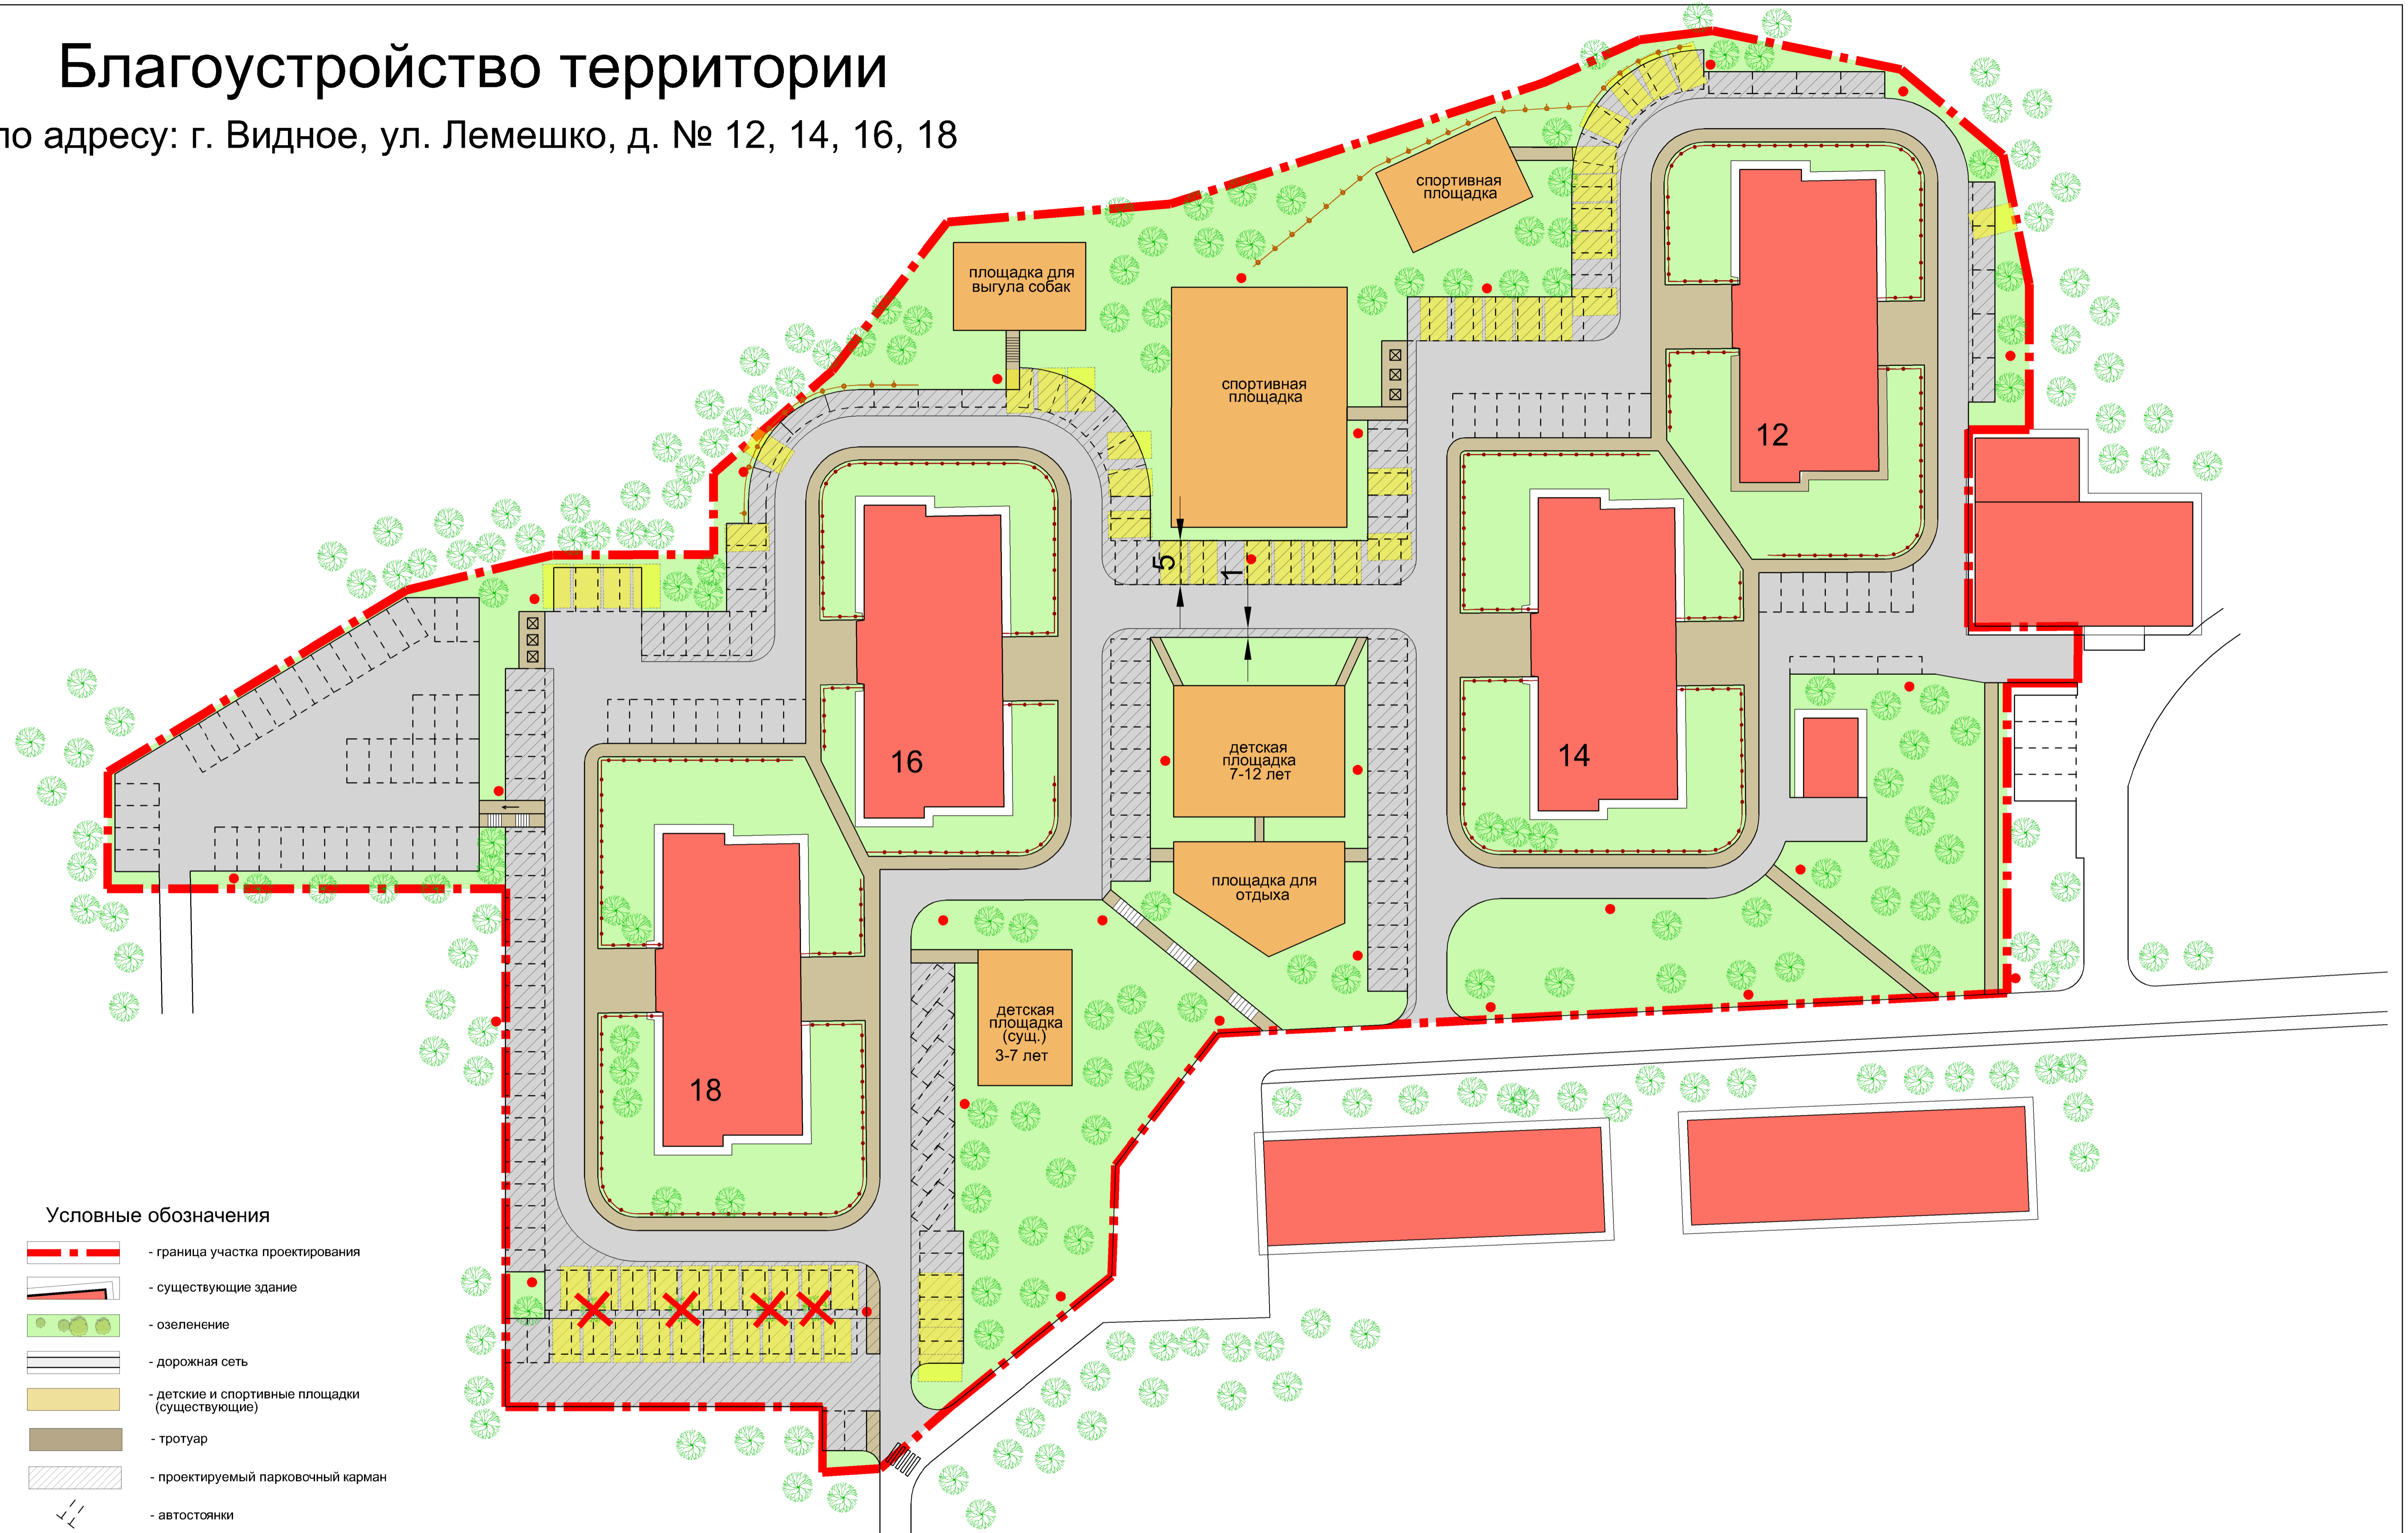 Благоустройство территории
по адресу: г. Видное, ул. Лемешко, д. № 12, 14, 16, 18
спортивная
площадка
площадка для
выгула собак
спортивная
площадка
12
5
1
16
14
детская
площадка
7-12 лет
площадка для
отдыха
детская
площадка
(сущ.)
3-7 лет
18
Условные обозначения
- граница участка проектирования
- существующие здание
- озеленение
- дорожная сеть
- детские и спортивные площадки
(существующие)
- тротуар
- проектируемый парковочный карман
- автостоянки